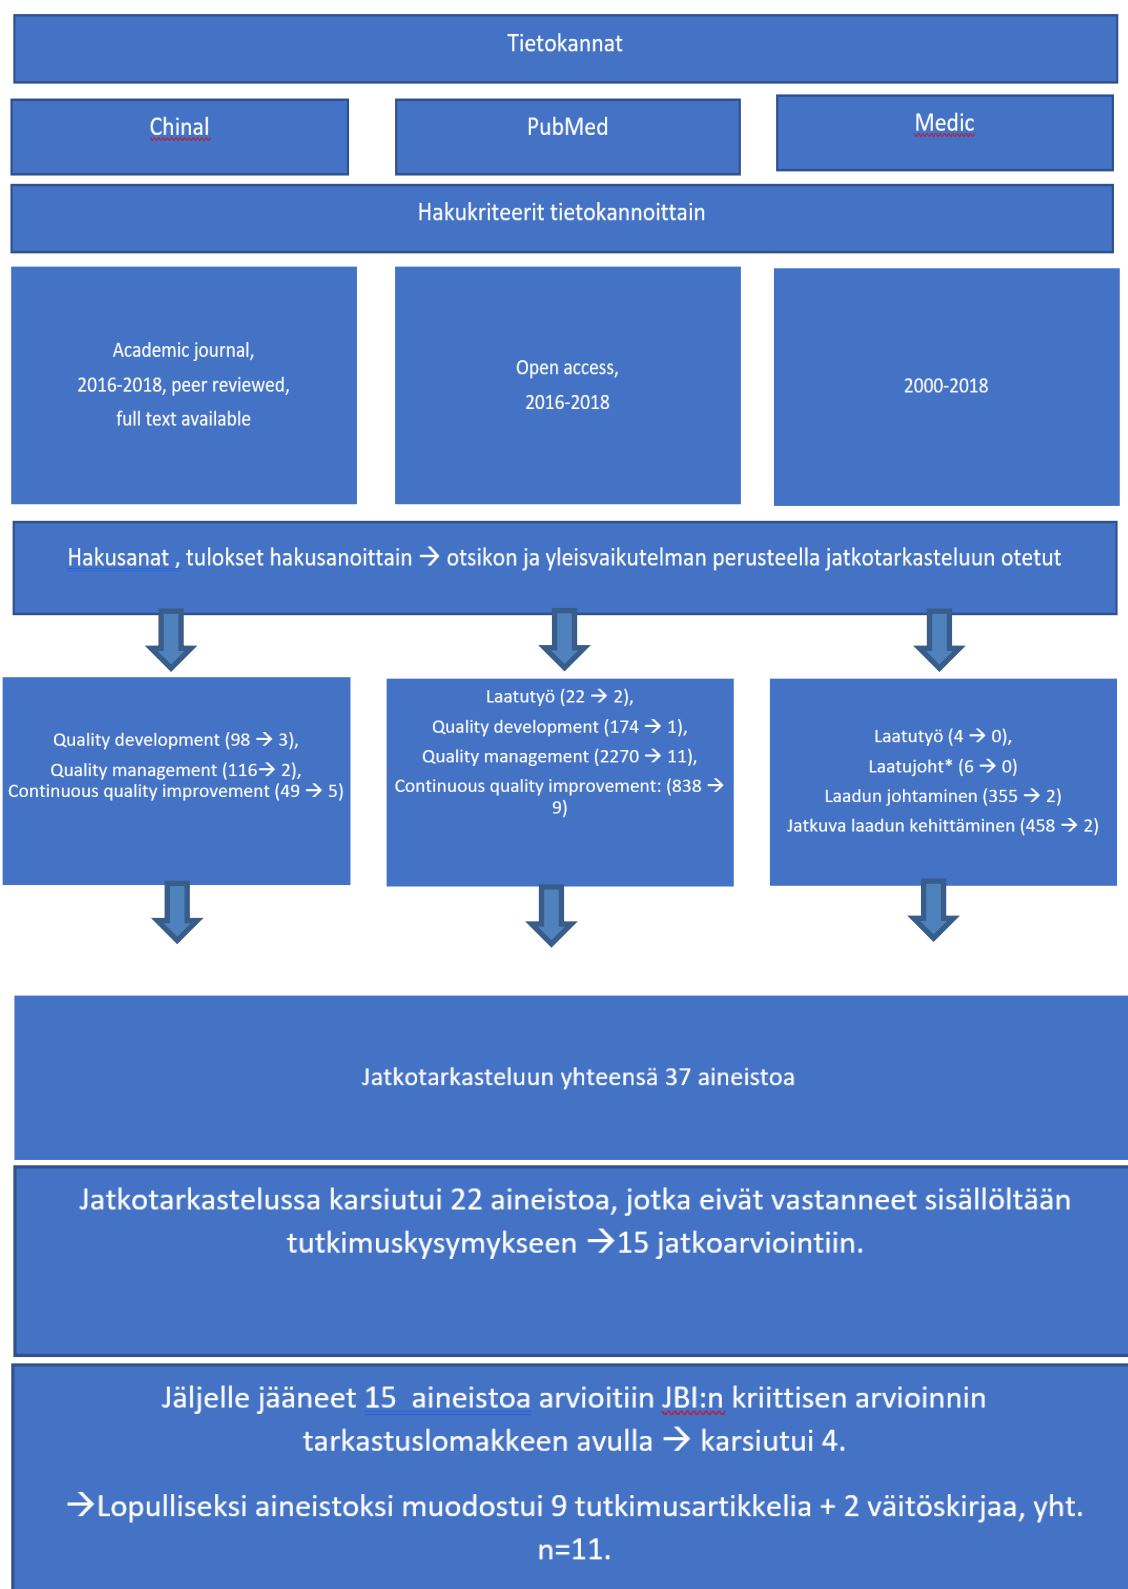 Tietokannat
Chinal
PubMed
Medic
Hakukriteerit tietokannoittain
Academic journal,
2016-2018, peer reviewed,
full text available
Open access,
2016-2018
2000-2018
Hakusanat , tulokset hakusanoittain → otsikon ja yleisvaikutelman perusteella jatkotarkasteluun otetut
Quality development (98 → 3),
Quality management (116→ 2),
Continuous quality improvement (49 → 5)
Laatutyö (22 → 2),
Quality development (174 → 1),
Quality management (2270 → 11),
Continuous quality improvement: (838 →
9)
Laatutyö (4 → 0),
Laatujoht* (6 → 0)
Laadun johtaminen (355 → 2)
Jatkuva laadun kehittäminen (458 → 2)
Jatkotarkasteluun yhteensä 37 aineistoa
Jatkotarkastelussa karsiutui 22 aineistoa, jotka eivät vastanneet sisällöltään
tutkimuskysymykseen →15 jatkoarviointiin.
Jäljelle jääneet 15 aineistoa arvioitiin JBI:n kriittisen arvioinnin
tarkastuslomakkeen avulla → karsiutui 4.
→Lopulliseksi aineistoksi muodostui 9 tutkimusartikkelia + 2 väitöskirjaa, yht.
n=11.